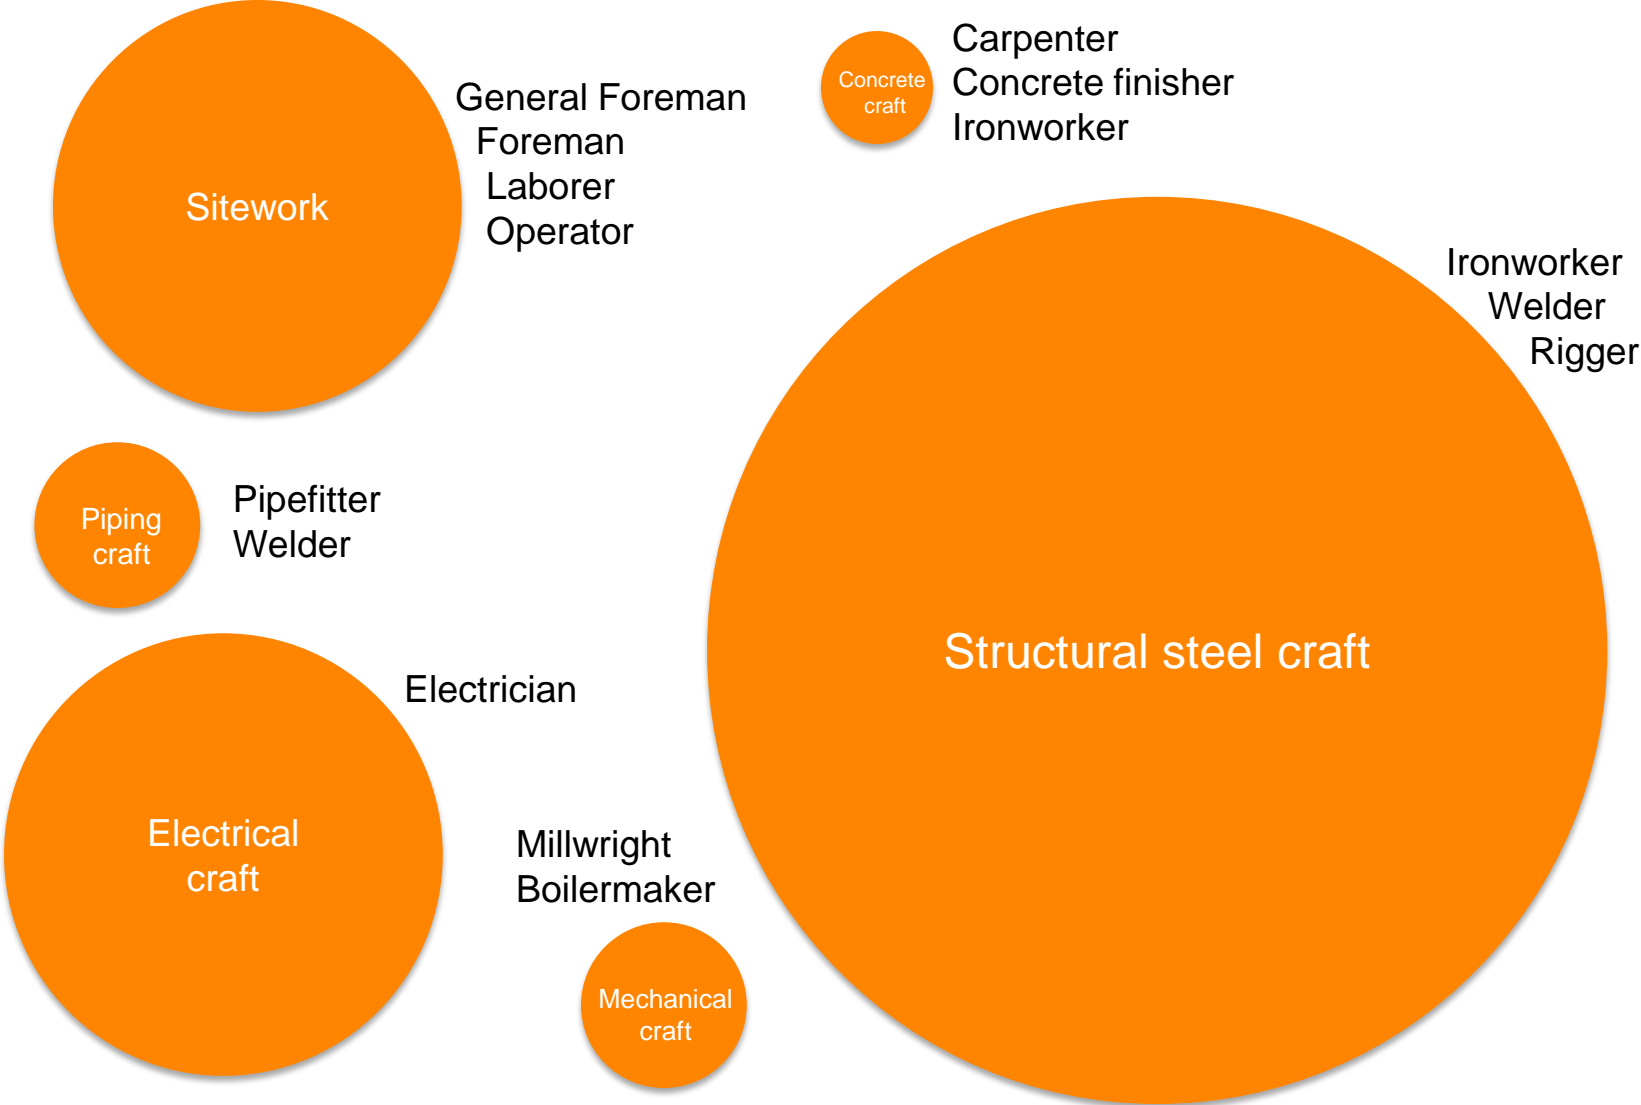 Sitework
General Foreman
Foreman
Laborer
Operator
Concrete
craft
Carpenter
Concrete finisher
Ironworker
Ironworker
Welder
Rigger
Structural steel craft
Piping
craft
Pipefitter
Welder
Electrician
Electrical
craft
Millwright
Boilermaker
Mechanical
craft